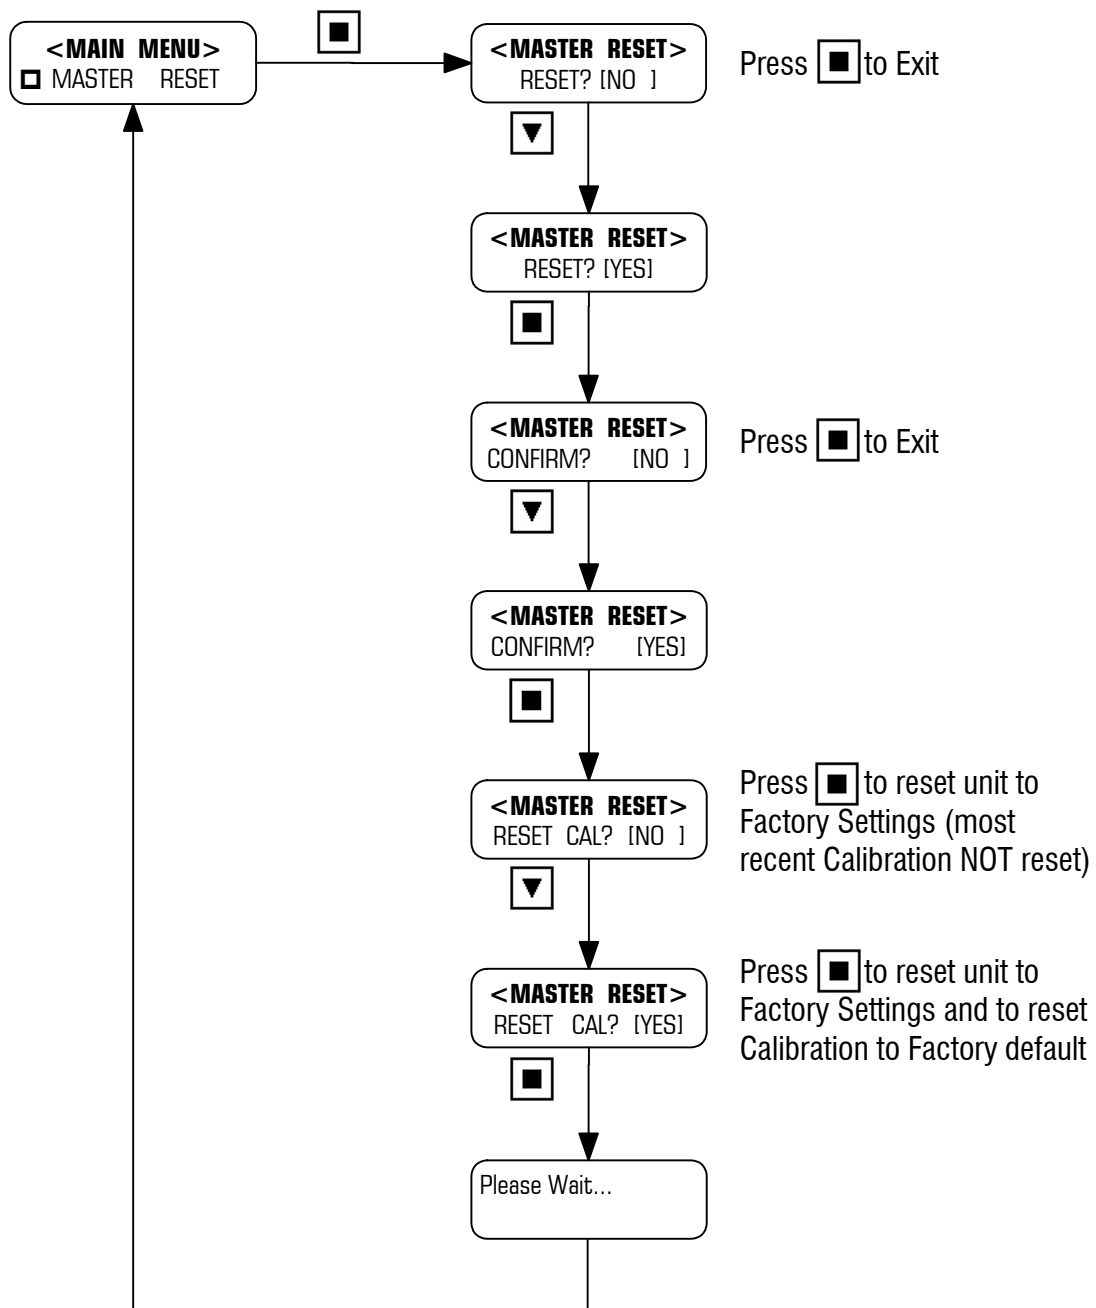 <MAIN MENU>
MASTER RESET
<MASTER RESET>
RESET? [NO ]
Press to Exit
<MASTER RESET>
RESET? [YES]
<MASTER RESET>
CONFIRM? [NO ]
Press to Exit
<MASTER RESET>
CONFIRM? [YES]
<MASTER RESET>
RESET CAL? [NO ]
Press to reset unit to
Factory Settings (most
recent Calibration NOT reset)
<MASTER RESET>
RESET CAL? [YES]
Press to reset unit to
Factory Settings and to reset
Calibration to Factory default
Please Wait...